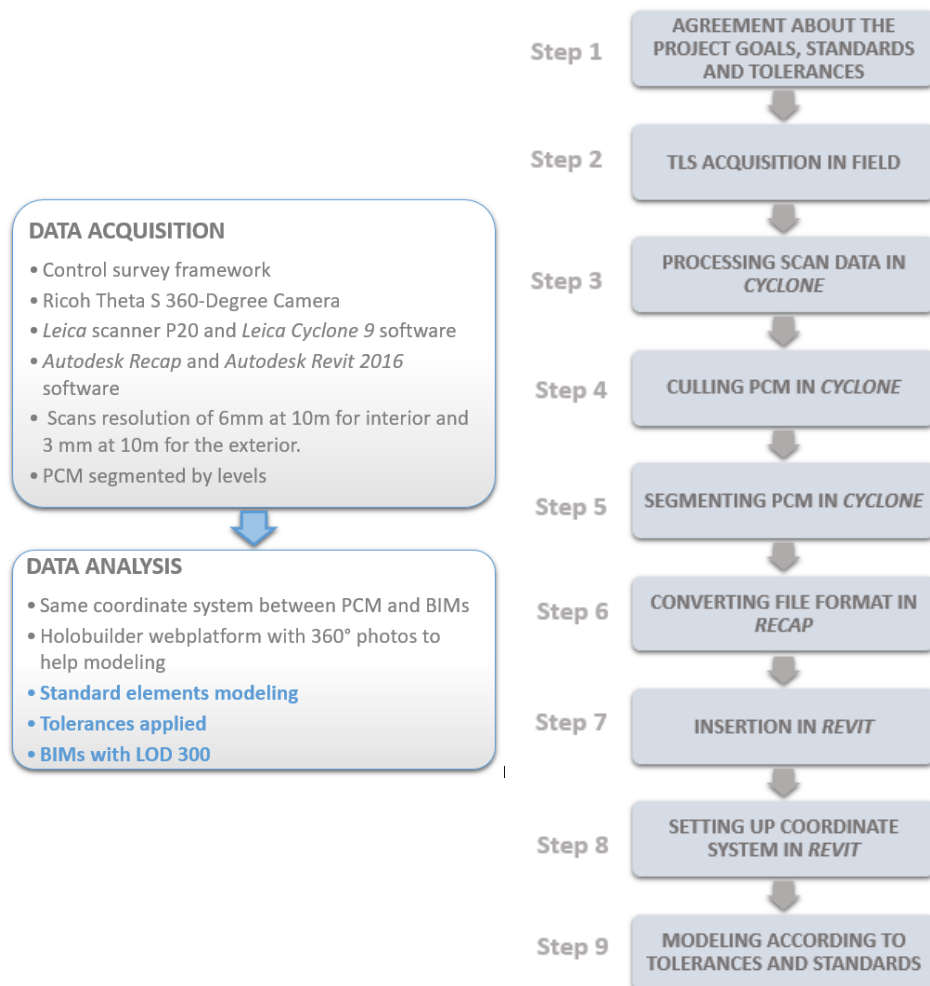 DATA ACQUISITION
• Control survey framework
• Ricoh Theta S 360-Degree Camera
• Leica scanner P20 and Leica Cyclone 9 software
• Autodesk Recap and Autodesk Revit 2016
software
• Scans resolution of 6mm at 10m for interior and
3 mm at 10m for the exterior.
• PCM segmented by levels
DATA ANALYSIS
• Same coordinate system between PCM and BIMs
• Holobuilder webplatform with 360° photos to
help modeling
• Standard elements modeling
• Tolerances applied
• BIMs with LOD 300
Step 1
AGREEMENT ABOUT THE
PROJECT GOALS, STANDARDS
AND TOLERANCES
Step 2
TLS ACQUISITION IN FIELD
Step 3
PROCESSING SCAN DATA IN
CYCLONE
Step 4
CULLING PCM IN CYCLONE
Step 5
SEGMENTING PCM IN CYCLONE
Step 6
CONVERTING FILE FORMAT IN
RECAP
Step 7
INSERTION IN REVIT
Step 8
SETTING UP COORDINATE
SYSTEM IN REVIT
Step 9
MODELING ACCORDING TO
TOLERANCES AND STANDARDS